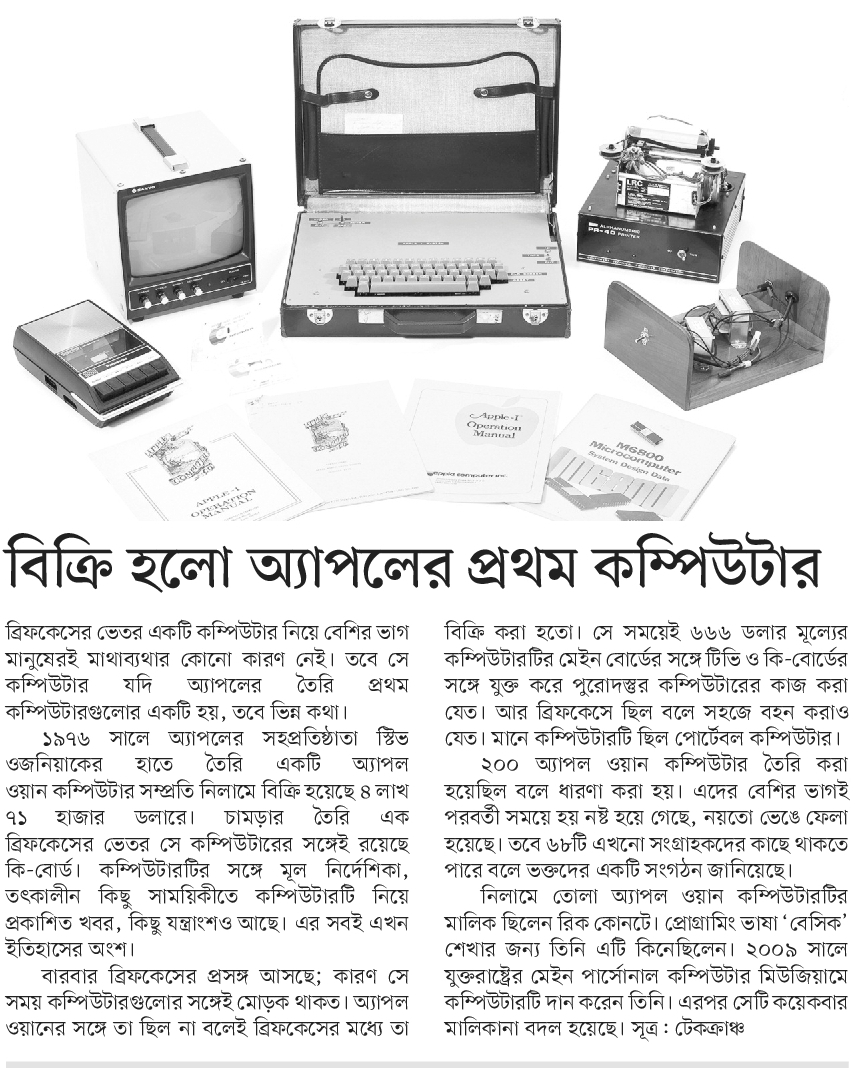 LRC
ALPHANUMERIC
PR-40 PRINTER
APPLE-1
OPERATION
MANUAL
Apple-1
Operation
Manual
apple computer inc.
M6800
Microcomputer
System Design Data
বিক্রি হলো অ্যাপলের প্রথম কম্পিউটার
ব্রিফকেসের ভেতর একটি কম্পিউটার নিয়ে বেশির ভাগ
মানুষেরই মাথাব্যথার কোনো কারণ নেই। তবে সে
কম্পিউটার যদি অ্যাপলের তৈরি প্রথম
কম্পিউটারগুলোর একটি হয়, তবে ভিন্ন কথা।
১৯৭৬ সালে অ্যাপলের সহপ্রতিষ্ঠাতা স্টিভ
ওজনিয়াকের হাতে তৈরি একটি অ্যাপল
ওয়ান কম্পিউটার সম্প্রতি নিলামে বিক্রি হয়েছে ৪ লাখ
৭১ হাজার ডলারে। চামড়ার তৈরি এক
ব্রিফকেসের ভেতর সে কম্পিউটারের সঙ্গেই রয়েছে
কি-বোর্ড। কম্পিউটারটির সঙ্গে মূল নির্দেশিকা,
তৎকালীন কিছু সাময়িকীতে কম্পিউটারটি নিয়ে
প্রকাশিত খবর, কিছু যন্ত্রাংশও আছে। এর সবই এখন
ইতিহাসের অংশ।
বারবার ব্রিফকেসের প্রসঙ্গ আসছে; কারণ সে
সময় কম্পিউটারগুলোর সঙ্গেই মোড়ক থাকত। অ্যাপল
ওয়ানের সঙ্গে তা ছিল না বলেই ব্রিফকেসের মধ্যে তা
বিক্রি করা হতো। সে সময়েই ৬৬৬ ডলার মূল্যের
কম্পিউটারটির মেইন বোর্ডের সঙ্গে টিভি ও কি-বোর্ডের
সঙ্গে যুক্ত করে পুরোদস্তুর কম্পিউটারের কাজ করা
যেত। আর ব্রিফকেসে ছিল বলে সহজে বহন করাও
যেত। মানে কম্পিউটারটি ছিল পোর্টেবল কম্পিউটার।
২০০ অ্যাপল ওয়ান কম্পিউটার তৈরি করা
হয়েছিল বলে ধারণা করা হয়। এদের বেশির ভাগই
পরবর্তী সময়ে হয় নষ্ট হয়ে গেছে, নয়তো ভেঙে ফেলা
হয়েছে। তবে ৬৮টি এখনো সংগ্রাহকদের কাছে থাকতে
পারে বলে ভক্তদের একটি সংগঠন জানিয়েছে।
নিলামে তোলা অ্যাপল ওয়ান কম্পিউটারটির
মালিক ছিলেন রিক কোনটে। প্রোগ্রামিং ভাষা ‘বেসিক’
শেখার জন্য তিনি এটি কিনেছিলেন। ২০০৯ সালে
যুক্তরাষ্ট্রের মেইন পার্সোনাল কম্পিউটার মিউজিয়ামে
কম্পিউটারটি দান করেন তিনি। এরপর সেটি কয়েকবার
মালিকানা বদল হয়েছে। সূত্র : টেকক্রাঞ্চ